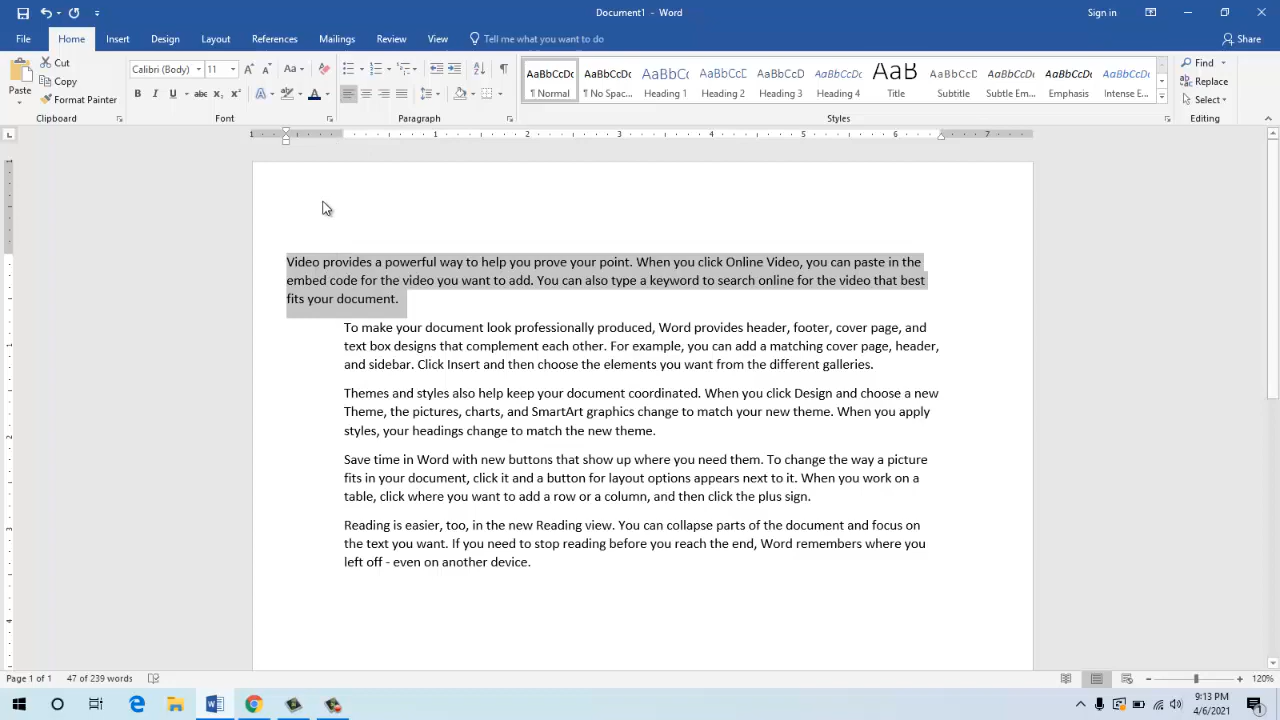 Document1 - Word
Sign in
File Home Insert Design Layout References Mailings Review View Tell me what you want to do Share
Paste Cut Copy Format Painter
Calibri (Body) 11
AaBbCcDc AaBbCcDc AaBbCc AaBbCcD AaBbCcD AaBbCcDc AaB AaBbCcD AaBbCcDc AaBbCcDc AaBbCcDt
¶ Normal ¶ No Spac... Heading 1 Heading 2 Heading 3 Heading 4 Title Subtitle Subtle Em... Emphasis Intense E...
Find
Replace
Select
Clipboard Font Paragraph Styles Editing
1 1 2 3 4 5 6 7
Video provides a powerful way to help you prove your point. When you click Online Video, you can paste in the
embed code for the video you want to add. You can also type a keyword to search online for the video that best
fits your document.
To make your document look professionally produced, Word provides header, footer, cover page, and
text box designs that complement each other. For example, you can add a matching cover page, header,
and sidebar. Click Insert and then choose the elements you want from the different galleries.
Themes and styles also help keep your document coordinated. When you click Design and choose a new
Theme, the pictures, charts, and SmartArt graphics change to match your new theme. When you apply
styles, your headings change to match the new theme.
Save time in Word with new buttons that show up where you need them. To change the way a picture
fits in your document, click it and a button for layout options appears next to it. When you work on a
table, click where you want to add a row or a column, and then click the plus sign.
Reading is easier, too, in the new Reading view. You can collapse parts of the document and focus on
the text you want. If you need to stop reading before you reach the end, Word remembers where you
left off - even on another device.
Page 1 of 1 47 of 239 words 120%
9:13 PM
4/6/2021